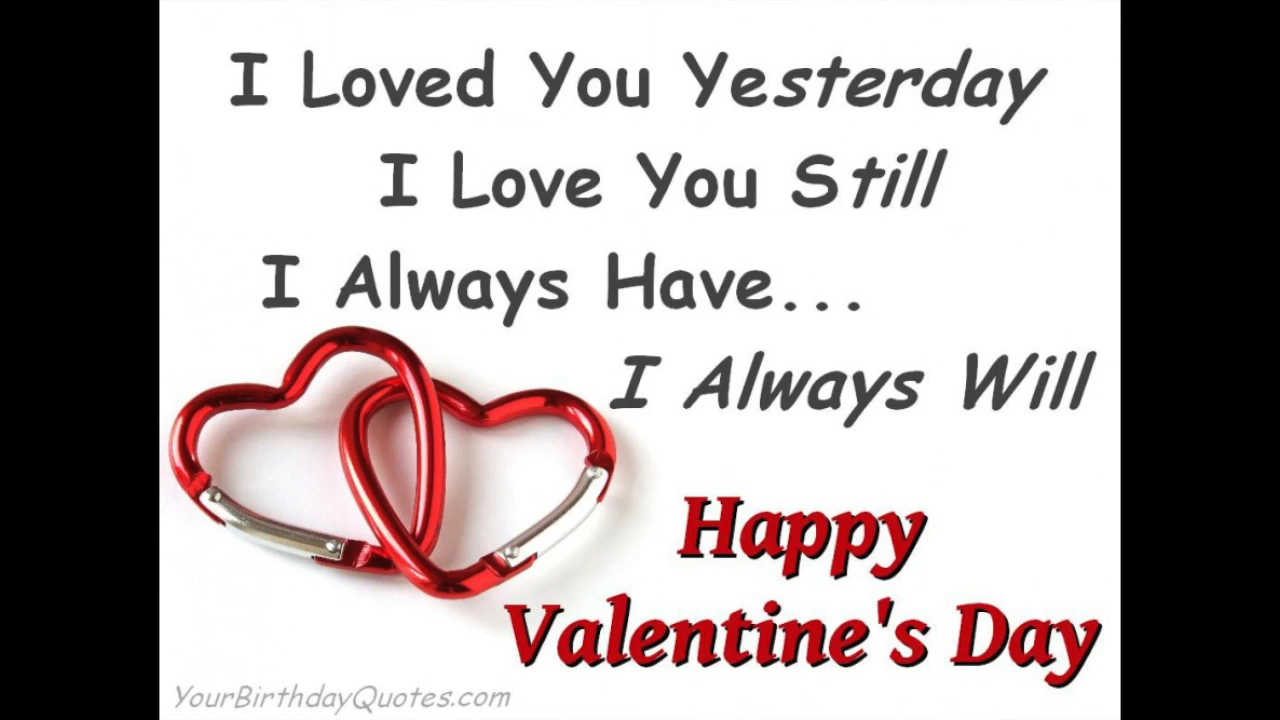 I Loved You Yesterday
I Love You Still
I Always Have...
I Always Will
Happy
Valentine's Day
YourBirthdayQuotes.com